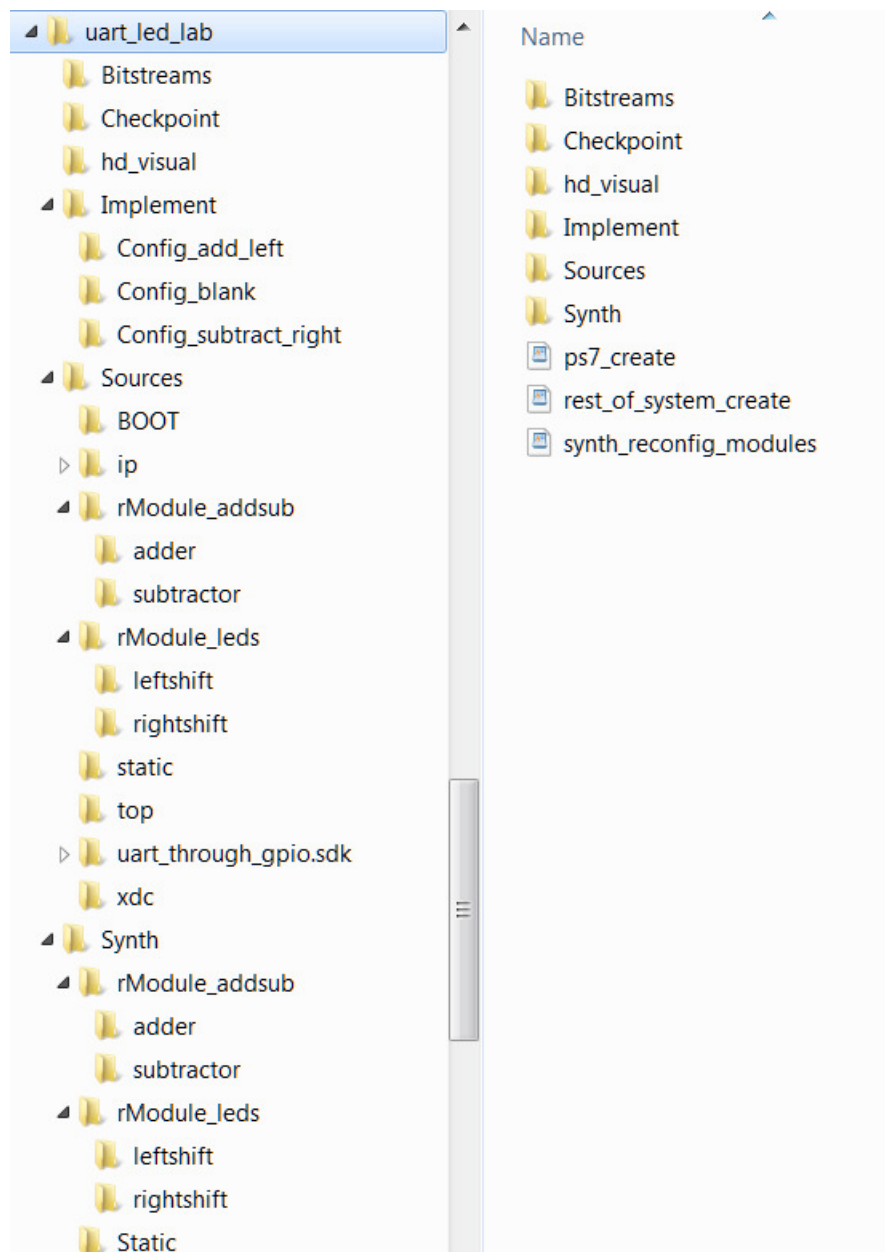 uart_led_lab
Bitstreams
Checkpoint
hd_visual
Implement
Config_add_left
Config_blank
Config_subtract_right
Sources
BOOT
ip
rModule_addsub
adder
subtractor
rModule_leds
leftshift
rightshift
static
top
uart_through_gpio.sdk
xdc
Synth
rModule_addsub
adder
subtractor
rModule_leds
leftshift
rightshift
Static
Name
Bitstreams
Checkpoint
hd_visual
Implement
Sources
Synth
ps7_create
rest_of_system_create
synth_reconfig_modules